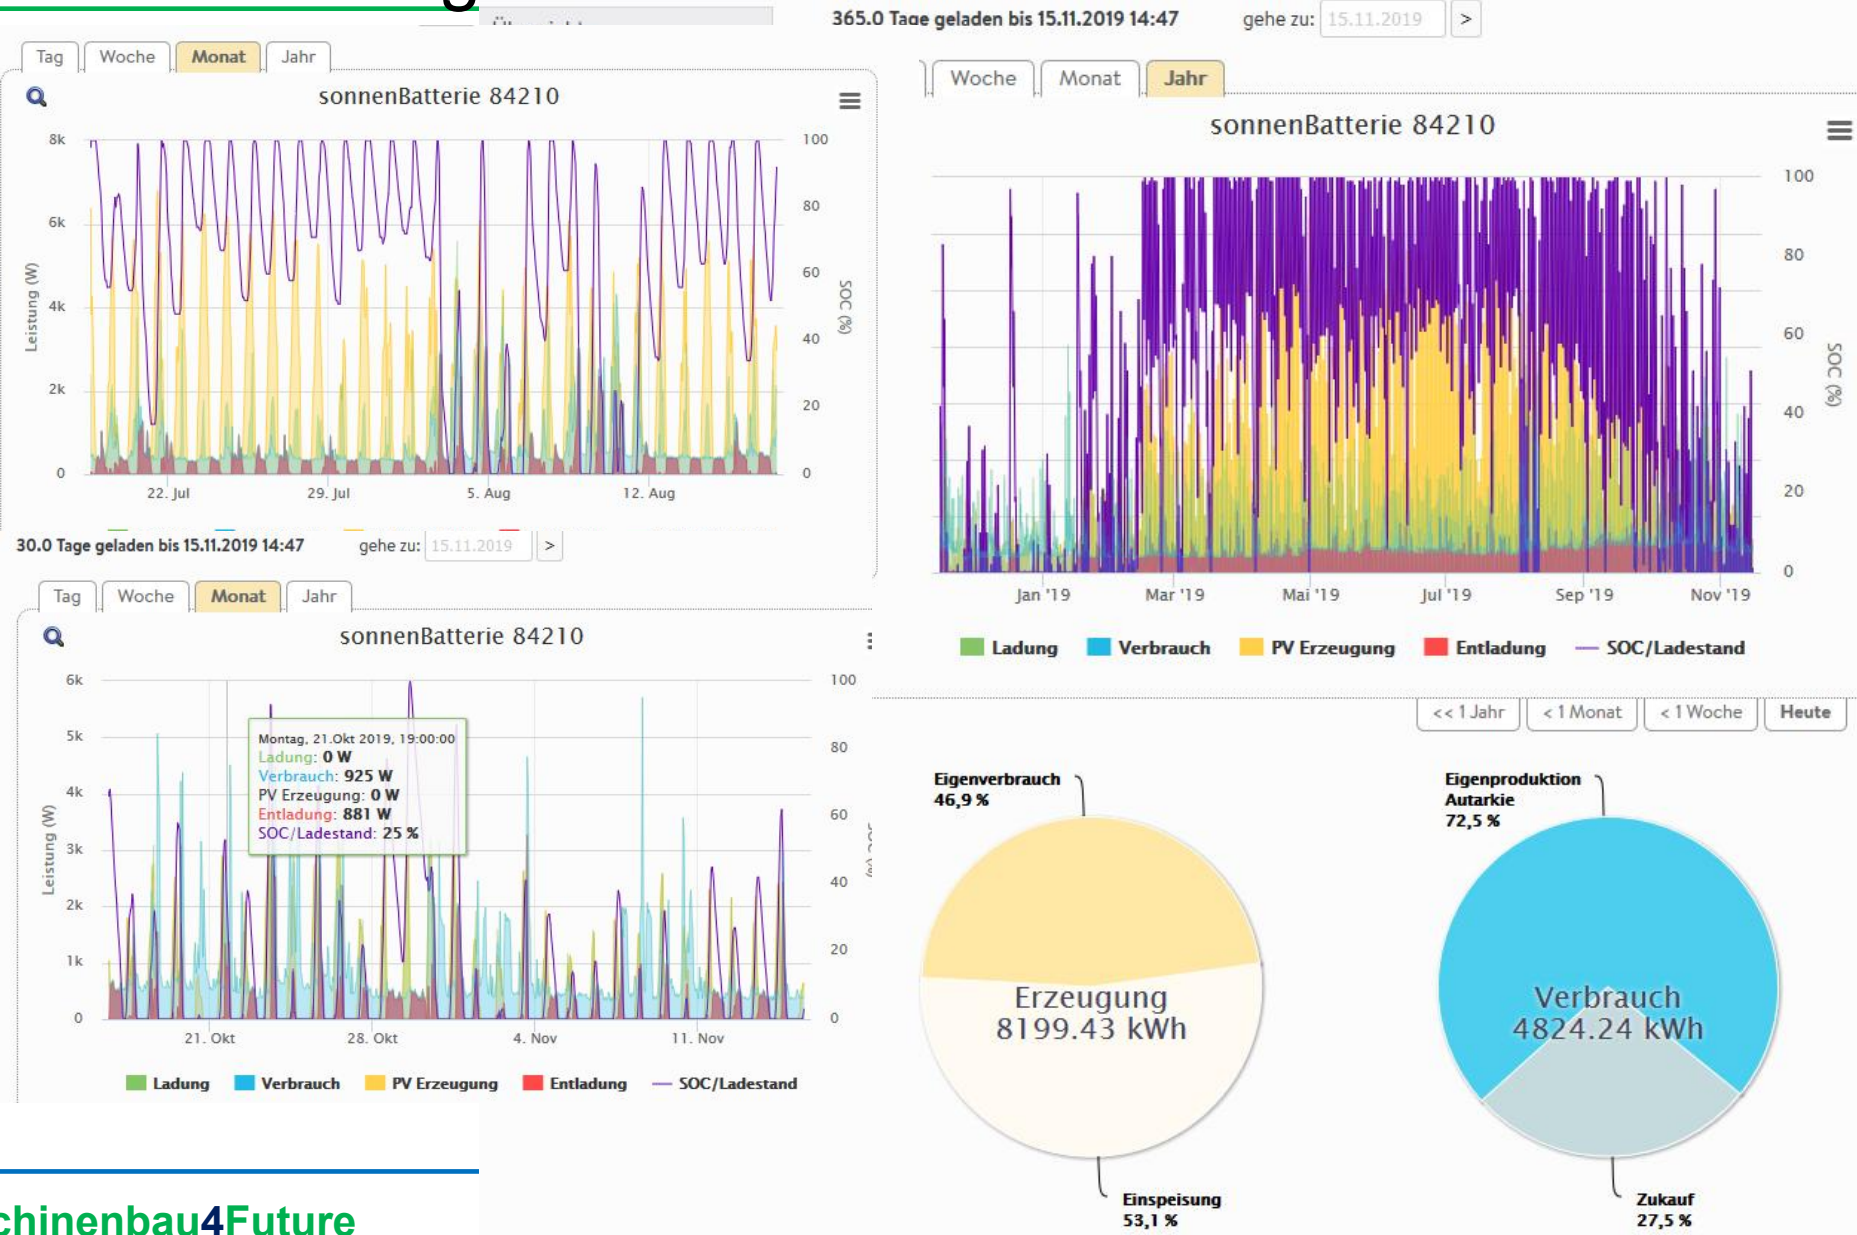 Tag Woche Monat Jahr
sonnenBatterie 84210
8k
6k
4k
2k
0
Leistung (W)
100
80
60
40
20
0
SOC (%)
22. Jul 29. Jul 5. Aug 12. Aug
30.0 Tage geladen bis 15.11.2019 14:47 gehe zu: 15.11.2019 >
Tag Woche Monat Jahr
sonnenBatterie 84210
6k
5k
4k
3k
2k
1k
0
Leistung (W)
100
80
60
40
20
0
Montag, 21.Okt 2019, 19:00:00
Ladung: 0 W
Verbrauch: 925 W
PV Erzeugung: 0 W
Entladung: 881 W
SOC/Ladestand: 25 %
21. Okt 28. Okt 4. Nov 11. Nov
Ladung Verbrauch PV Erzeugung Entladung SOC/Ladestand
chinenbau4Future
365.0 Tage geladen bis 15.11.2019 14:47 gehe zu: 15.11.2019 >
Woche Monat Jahr
sonnenBatterie 84210
100
80
60
40
20
0
SOC (%)
Jan '19 Mar '19 Mai '19 Jul '19 Sep '19 Nov '19
Ladung Verbrauch PV Erzeugung Entladung SOC/Ladestand
<< 1 Jahr < 1 Monat < 1 Woche Heute
Eigenverbrauch
46,9 %
Erzeugung
8199.43 kWh
Einspeisung
53,1 %
Eigenproduktion
Autarkie
72,5 %
Verbrauch
4824.24 kWh
Zukauf
27,5 %